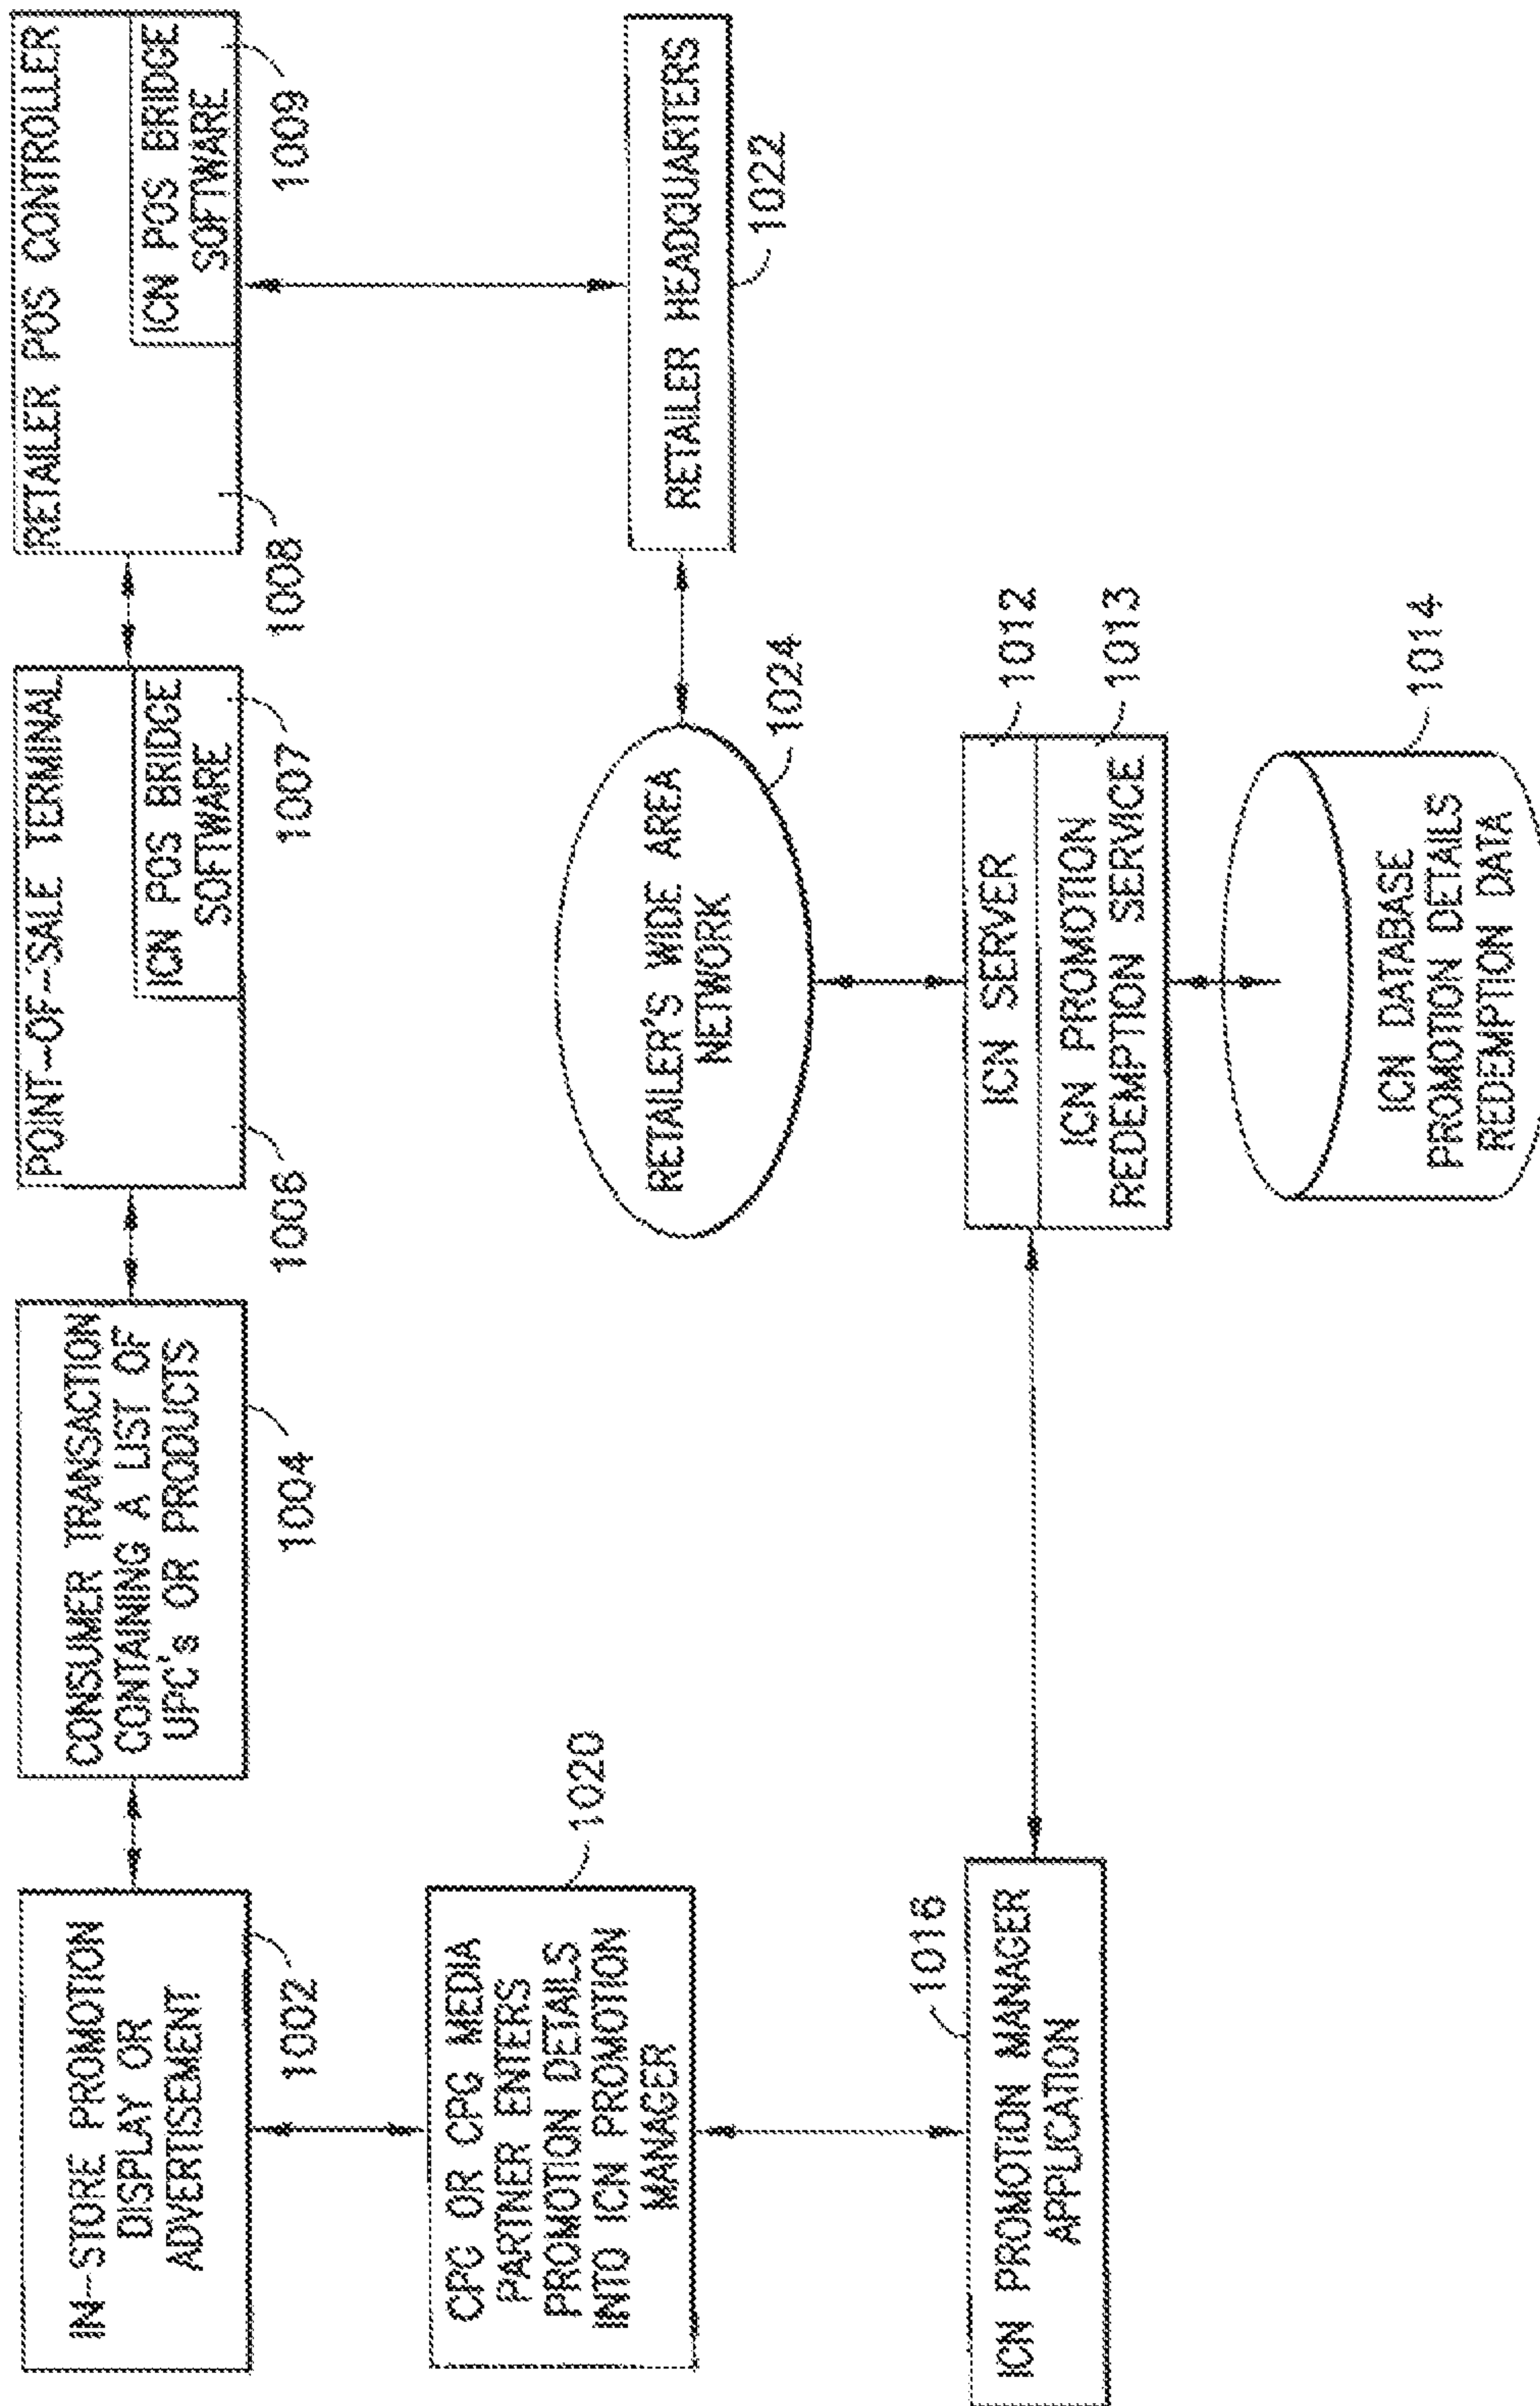 IN--STORE PROMOTION
DISPLAY OR
ADVERTISEMENT
1002
CONSUMER TRANSACTION
CONTAINING A LIST OF
UPC's OR PRODUCTS
1004
POINT--OF--SALE TERMINAL
ICN POS BRIDGE
SOFTWARE
1006
1007
RETAILER POS CONTROLLER
ICN POS BRIDGE
SOFTWARE
1008
1009
CPG OR CPG MEDIA
PARTNER ENTERS
PROMOTION DETAILS
INTO ICN PROMOTION
MANAGER
1020
RETAILER'S WIDE AREA
NETWORK
1024
RETAILER HEADQUARTERS
1022
ICN PROMOTION MANAGER
APPLICATION
1016
ICN SERVER
1012
ICN PROMOTION
REDEMPTION SERVICE
1013
ICN DATABASE
PROMOTION DETAILS
REDEMPTION DATA
1014